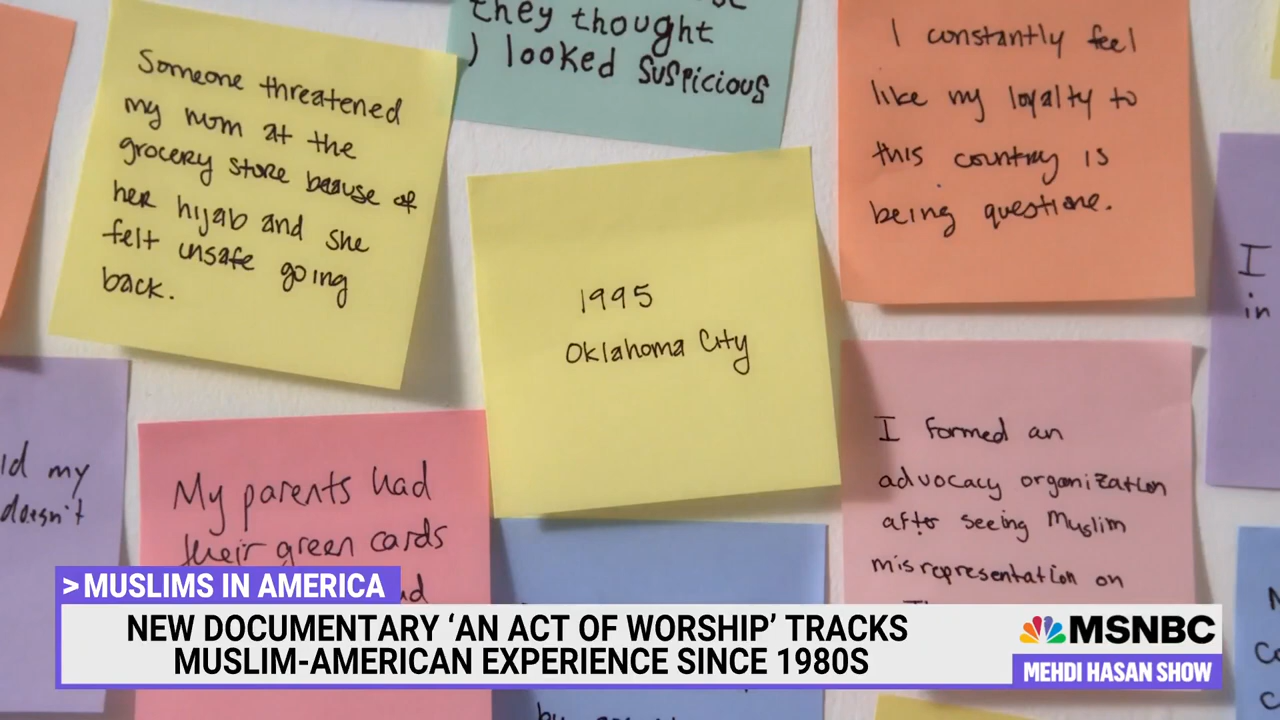 they thought
) looked suspicious
Someone threatened
my mom at the
grocery store beause of
her hijab and she
felt unsafe going
back.
I constantly feel
like my loyalty to
this country is
being questione.
1995
Oklahoma City
I
in
ld my
doesn't
My parents had
their green cards
I formed an
advocacy organization
after seeing Muslim
misrepresentation on
> MUSLIMS IN AMERICA
NEW DOCUMENTARY ‘AN ACT OF WORSHIP’ TRACKS
MUSLIM-AMERICAN EXPERIENCE SINCE 1980S
MSNBC
MEHDI HASAN SHOW